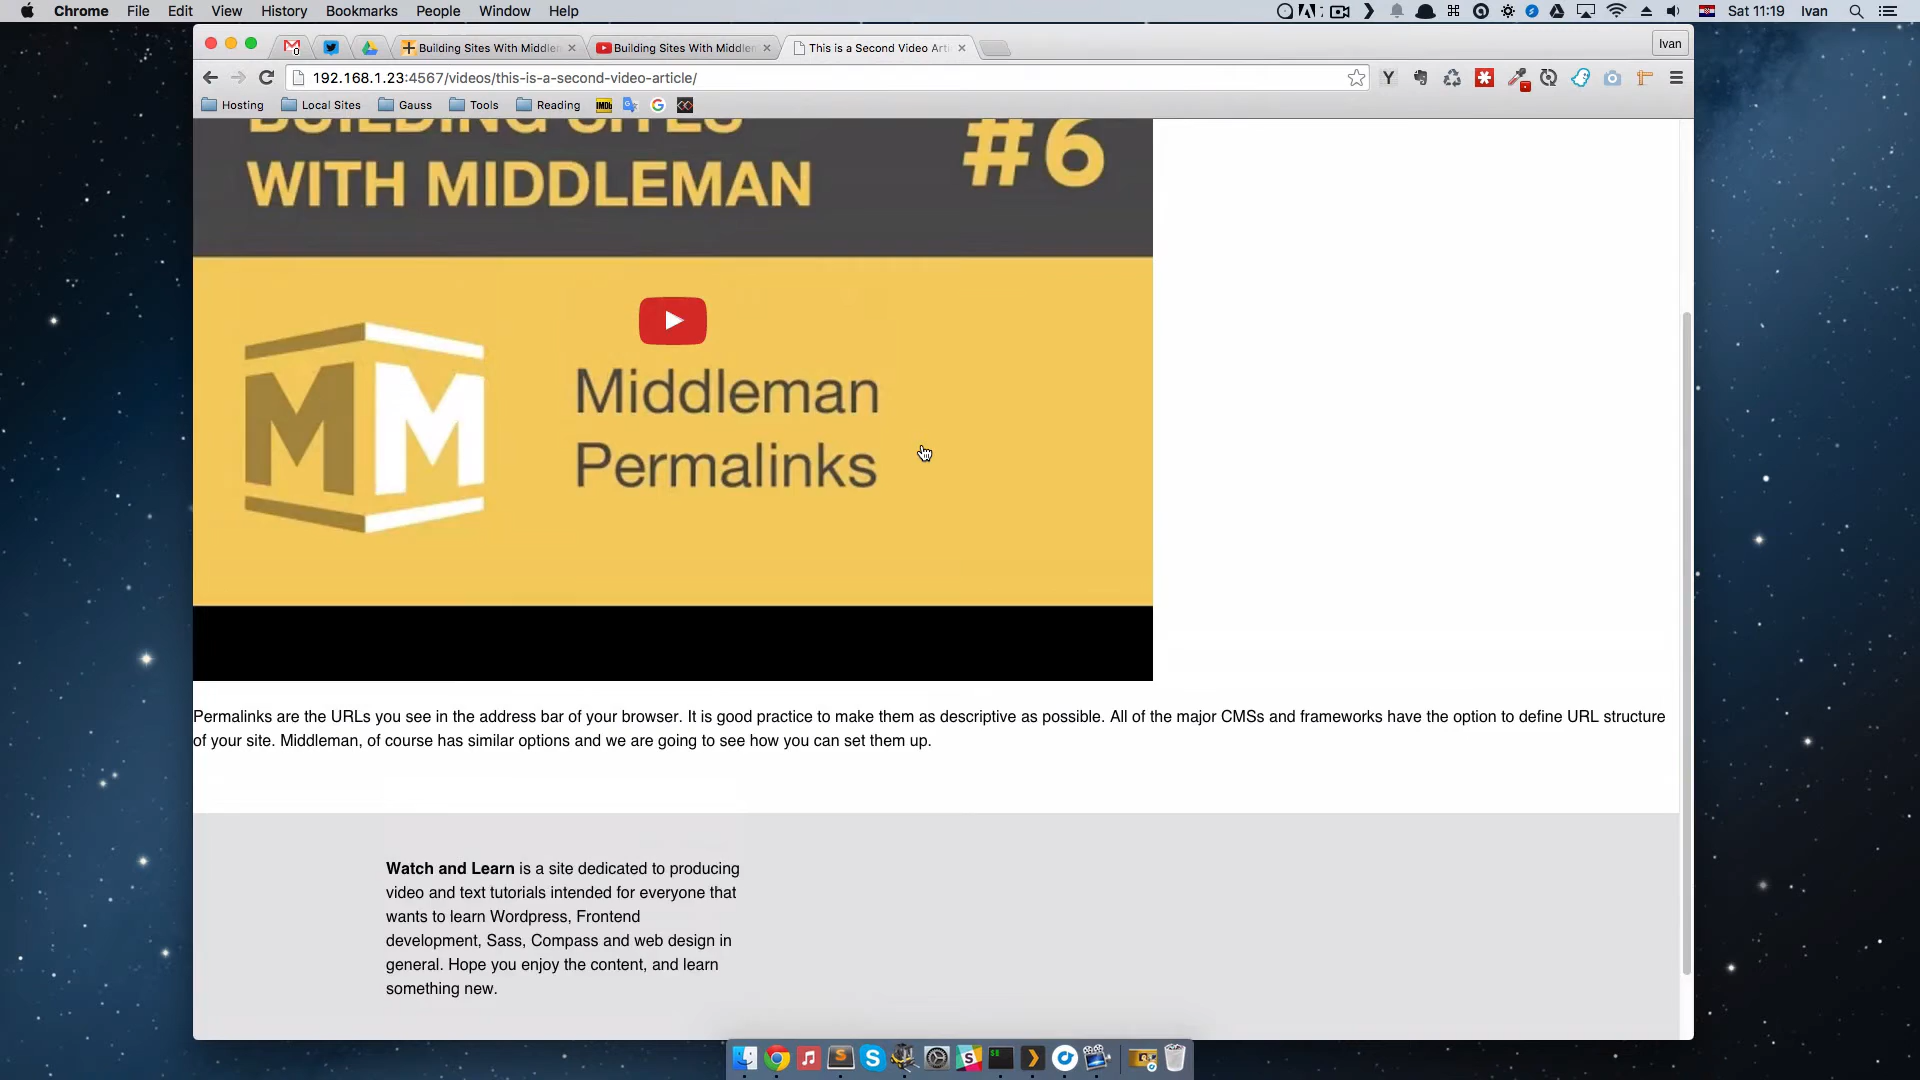 Chrome File Edit View History Bookmarks People Window Help Sat 11:19 Ivan
Building Sites With Middlem
Building Sites With Middlem
This is a Second Video Arti
Ivan
192.168.1.23:4567/videos/this-is-a-second-video-article/
Hosting Local Sites Gauss Tools Reading IMDb
BUILDING SITES
WITH MIDDLEMAN
#6
MM
Middleman
Permalinks
Permalinks are the URLs you see in the address bar of your browser. It is good practice to make them as descriptive as possible. All of the major CMSs and frameworks have the option to define URL structure
of your site. Middleman, of course has similar options and we are going to see how you can set them up.
Watch and Learn is a site dedicated to producing
video and text tutorials intended for everyone that
wants to learn Wordpress, Frontend
development, Sass, Compass and web design in
general. Hope you enjoy the content, and learn
something new.